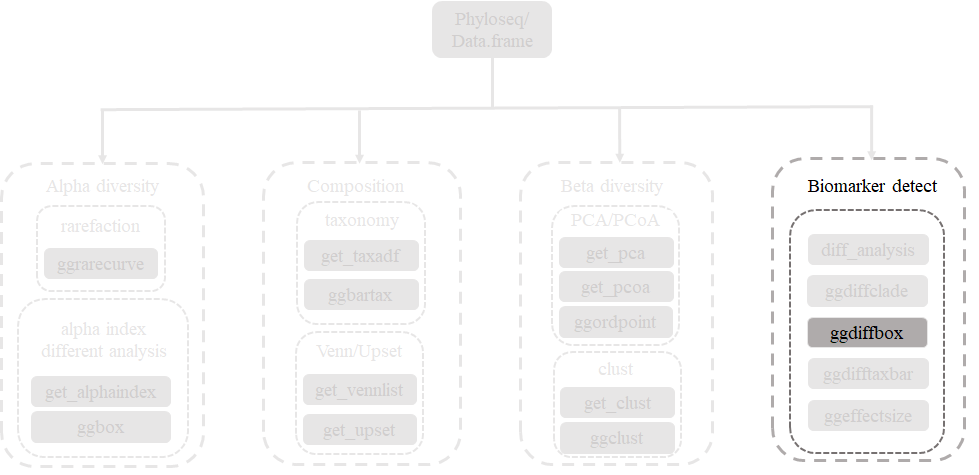 Phyloseq/
Data.frame
Alpha diversity
rarefaction
ggrarecurve
alpha index
different analysis
get_alphaindex
ggbox
Composition
taxonomy
get_taxadf
ggbartax
Venn/Upset
get_vennlist
get_upset
Beta diversity
PCA/PCoA
get_pca
get_pcoa
ggordpoint
clust
get_clust
ggclust
Biomarker detect
diff_analysis
ggdiffclade
ggdiffbox
ggdifftaxbar
ggeffectsize